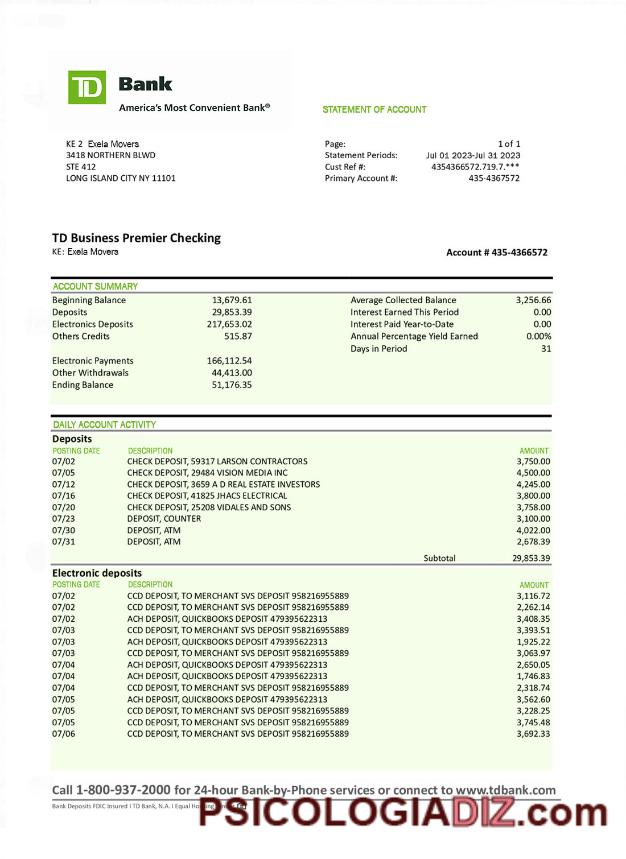 TD Bank
America's Most Convenient Bank®
STATEMENT OF ACCOUNT
KE 2 Exela Movers
3418 NORTHERN BLWD
STE 412
LONG ISLAND CITY NY 11101
Page: 1 of 1
Statement Periods: Jul 01 2023-Jul 31 2023
Cust Ref #: 4354366572.719.7.***
Primary Account #: 435-4367572
TD Business Premier Checking
KE: Exela Movers
Account # 435-4366572
ACCOUNT SUMMARY
Beginning Balance 13,679.61 Average Collected Balance 3,256.66
Deposits 29,853.39 Interest Earned This Period 0.00
Electronics Deposits 217,653.02 Interest Paid Year-to-Date 0.00
Others Credits 515.87 Annual Percentage Yield Earned 0.00%
Days in Period 31
Electronic Payments 166,112.54
Other Withdrawals 44,413.00
Ending Balance 51,176.35
DAILY ACCOUNT ACTIVITY
Deposits
POSTING DATE DESCRIPTION AMOUNT
07/02 CHECK DEPOSIT, 59317 LARSON CONTRACTORS 3,750.00
07/05 CHECK DEPOSIT, 29484 VISION MEDIA INC 4,500.00
07/12 CHECK DEPOSIT, 3659 A D REAL ESTATE INVESTORS 4,245.00
07/16 CHECK DEPOSIT, 41825 JHACS ELECTRICAL 3,800.00
07/20 CHECK DEPOSIT, 25208 VIDALES AND SONS 3,758.00
07/23 DEPOSIT, COUNTER 3,100.00
07/30 DEPOSIT, ATM 4,022.00
07/31 DEPOSIT, ATM 2,678.39
Subtotal 29,853.39
Electronic deposits
POSTING DATE DESCRIPTION AMOUNT
07/02 CCD DEPOSIT, TO MERCHANT SVS DEPOSIT 958216955889 3,116.72
07/02 CCD DEPOSIT, TO MERCHANT SVS DEPOSIT 958216955889 2,262.14
07/02 ACH DEPOSIT, QUICKBOOKS DEPOSIT 479395622313 3,408.35
07/03 CCD DEPOSIT, TO MERCHANT SVS DEPOSIT 958216955889 3,393.51
07/03 ACH DEPOSIT, QUICKBOOKS DEPOSIT 479395622313 1,925.22
07/03 CCD DEPOSIT, TO MERCHANT SVS DEPOSIT 958216955889 3,063.97
07/04 ACH DEPOSIT, QUICKBOOKS DEPOSIT 479395622313 2,650.05
07/04 ACH DEPOSIT, QUICKBOOKS DEPOSIT 479395622313 1,746.83
07/04 CCD DEPOSIT, TO MERCHANT SVS DEPOSIT 958216955889 2,318.74
07/05 ACH DEPOSIT, QUICKBOOKS DEPOSIT 479395622313 3,562.60
07/05 CCD DEPOSIT, TO MERCHANT SVS DEPOSIT 958216955889 3,228.25
07/05 CCD DEPOSIT, TO MERCHANT SVS DEPOSIT 958216955889 3,745.48
07/06 CCD DEPOSIT, TO MERCHANT SVS DEPOSIT 958216955889 3,692.33
Call 1-800-937-2000 for 24-hour Bank-by-Phone services or connect to www.tdbank.com
Bank Deposits FDIC Insured I TD Bank, N.A. I Equal
PSICOLOGIADIZ.com